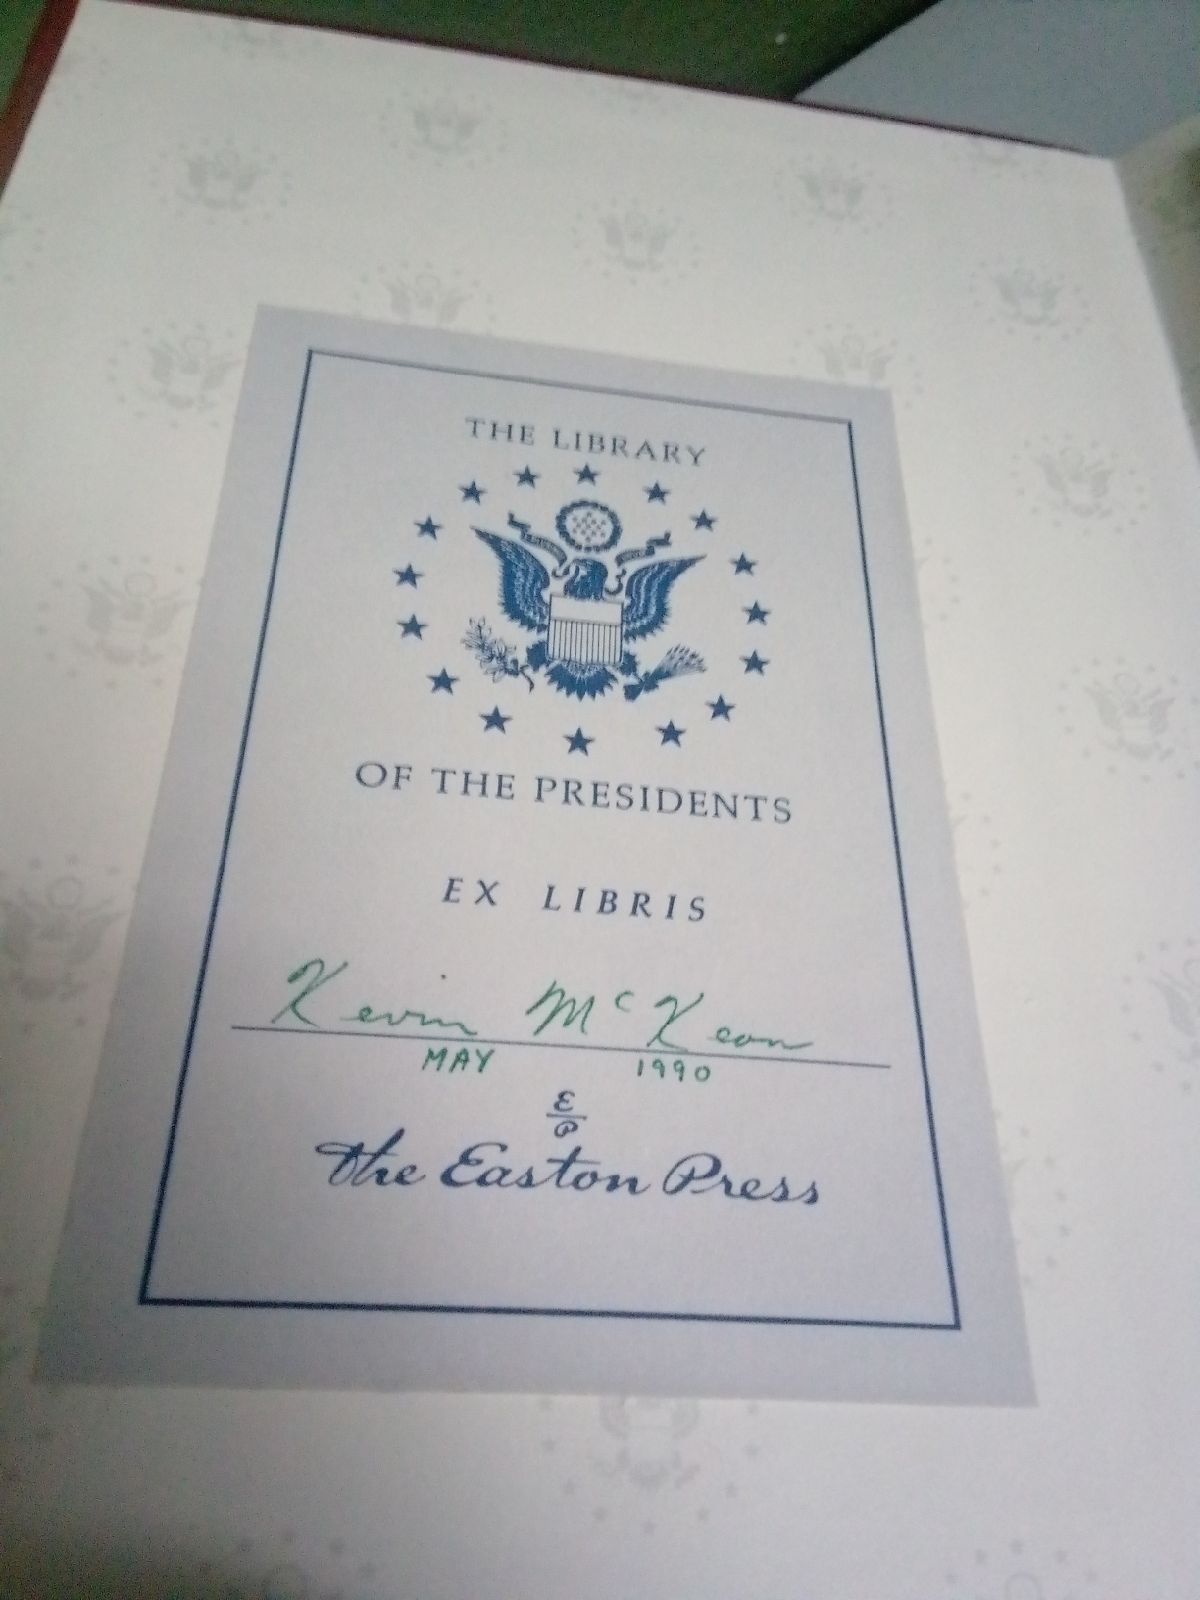 THE LIBRARY
OF THE PRESIDENTS
EX LIBRIS
Kevin McKeon
MAY 1990
E
P
The Easton Press